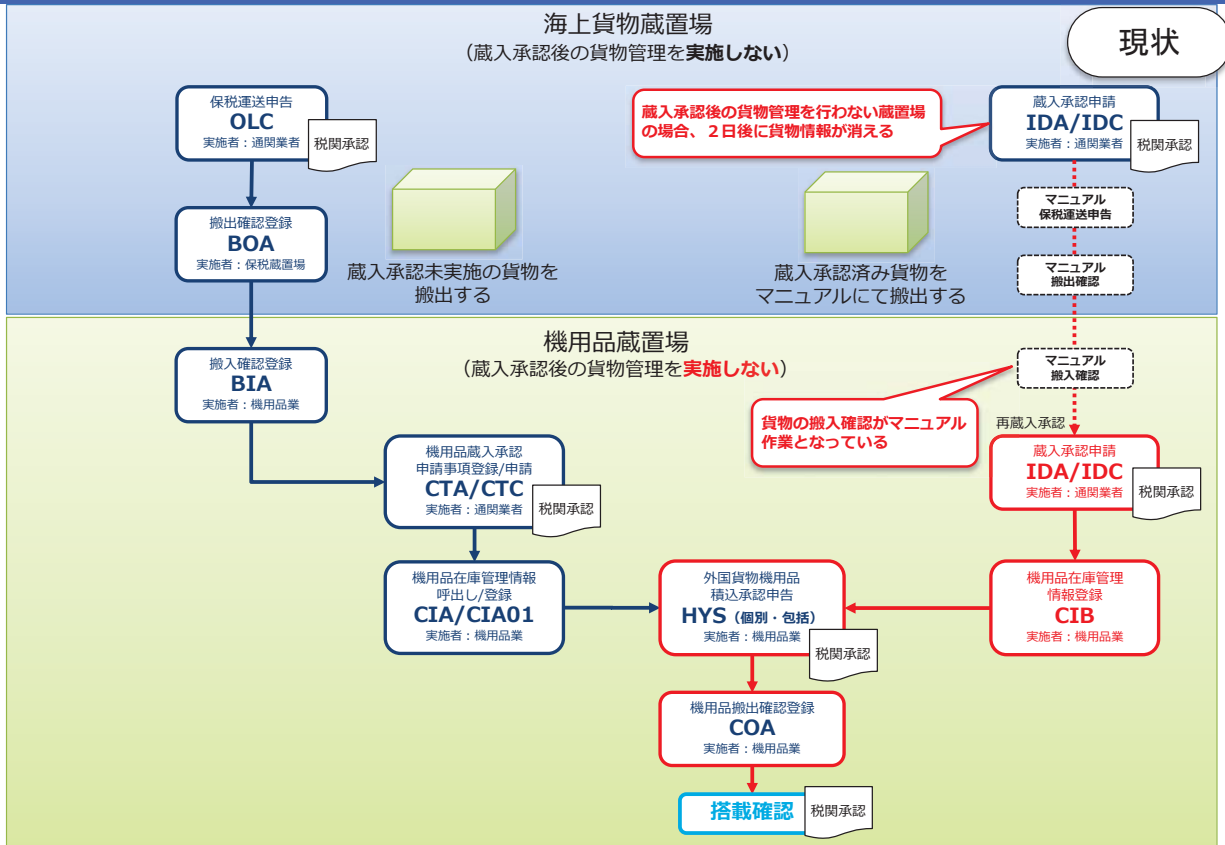 海上貨物蔵置場
（蔵入承認後の貨物管理を実施しない）
現状
保税運送申告
OLC
実施者：通関業者
税関承認
搬出確認登録
BOA
実施者：保税蔵置場
蔵入承認未実施の貨物を
搬出する
蔵入承認後の貨物管理を行わない蔵置場
の場合、２日後に貨物情報が消える
蔵入承認済み貨物を
マニュアルにて搬出する
蔵入承認申請
IDA/IDC
実施者：通関業者
税関承認
マニュアル
保税運送申告
マニュアル
搬出確認
機用品蔵置場
（蔵入承認後の貨物管理を実施しない）
搬入確認登録
BIA
実施者：機用品業
マニュアル
搬入確認
貨物の搬入確認がマニュアル
作業となっている
再蔵入承認
機用品蔵入承認
申請事項登録/申請
CTA/CTC
実施者：通関業者
税関承認
蔵入承認申請
IDA/IDC
実施者：通関業者
税関承認
機用品在庫管理情報
呼出し/登録
CIA/CIA01
実施者：機用品業
外国貨物機用品
積込承認申告
HYS（個別・包括）
実施者：機用品業
税関承認
機用品在庫管理
情報登録
CIB
実施者：機用品業
機用品搬出確認登録
COA
実施者：機用品業
搭載確認
税関承認